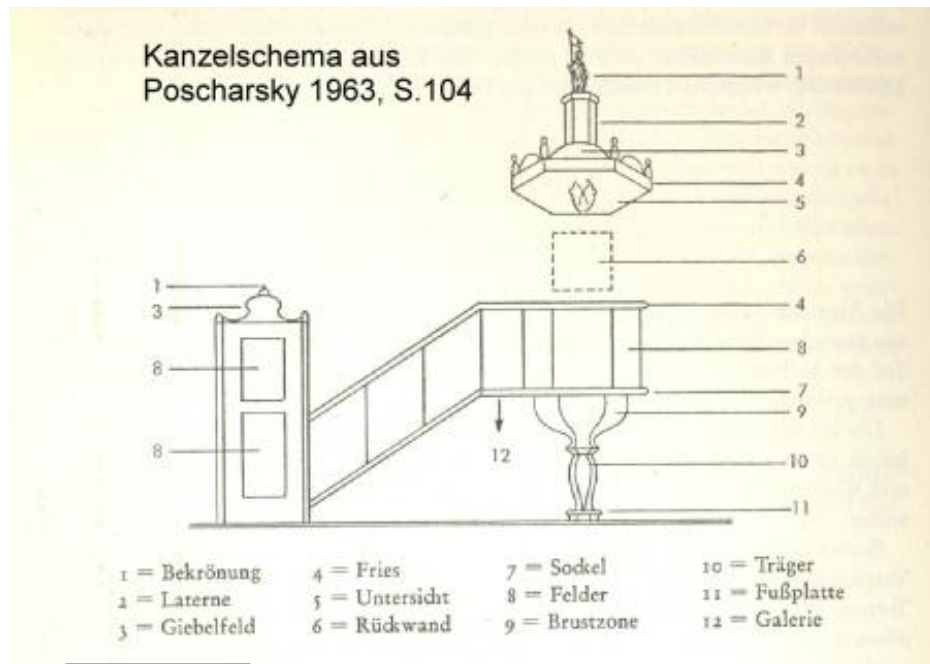 Kanzelschema aus
Poscharsky 1963, S.104
1
2
3
4
5
6
1
3
4
8
8
7
9
8
12
10
11
1 = Bekrönung
2 = Laterne
3 = Giebelfeld
4 = Fries
5 = Untersicht
6 = Rückwand
7 = Sockel
8 = Felder
9 = Brustzone
10 = Träger
11 = Fußplatte
12 = Galerie